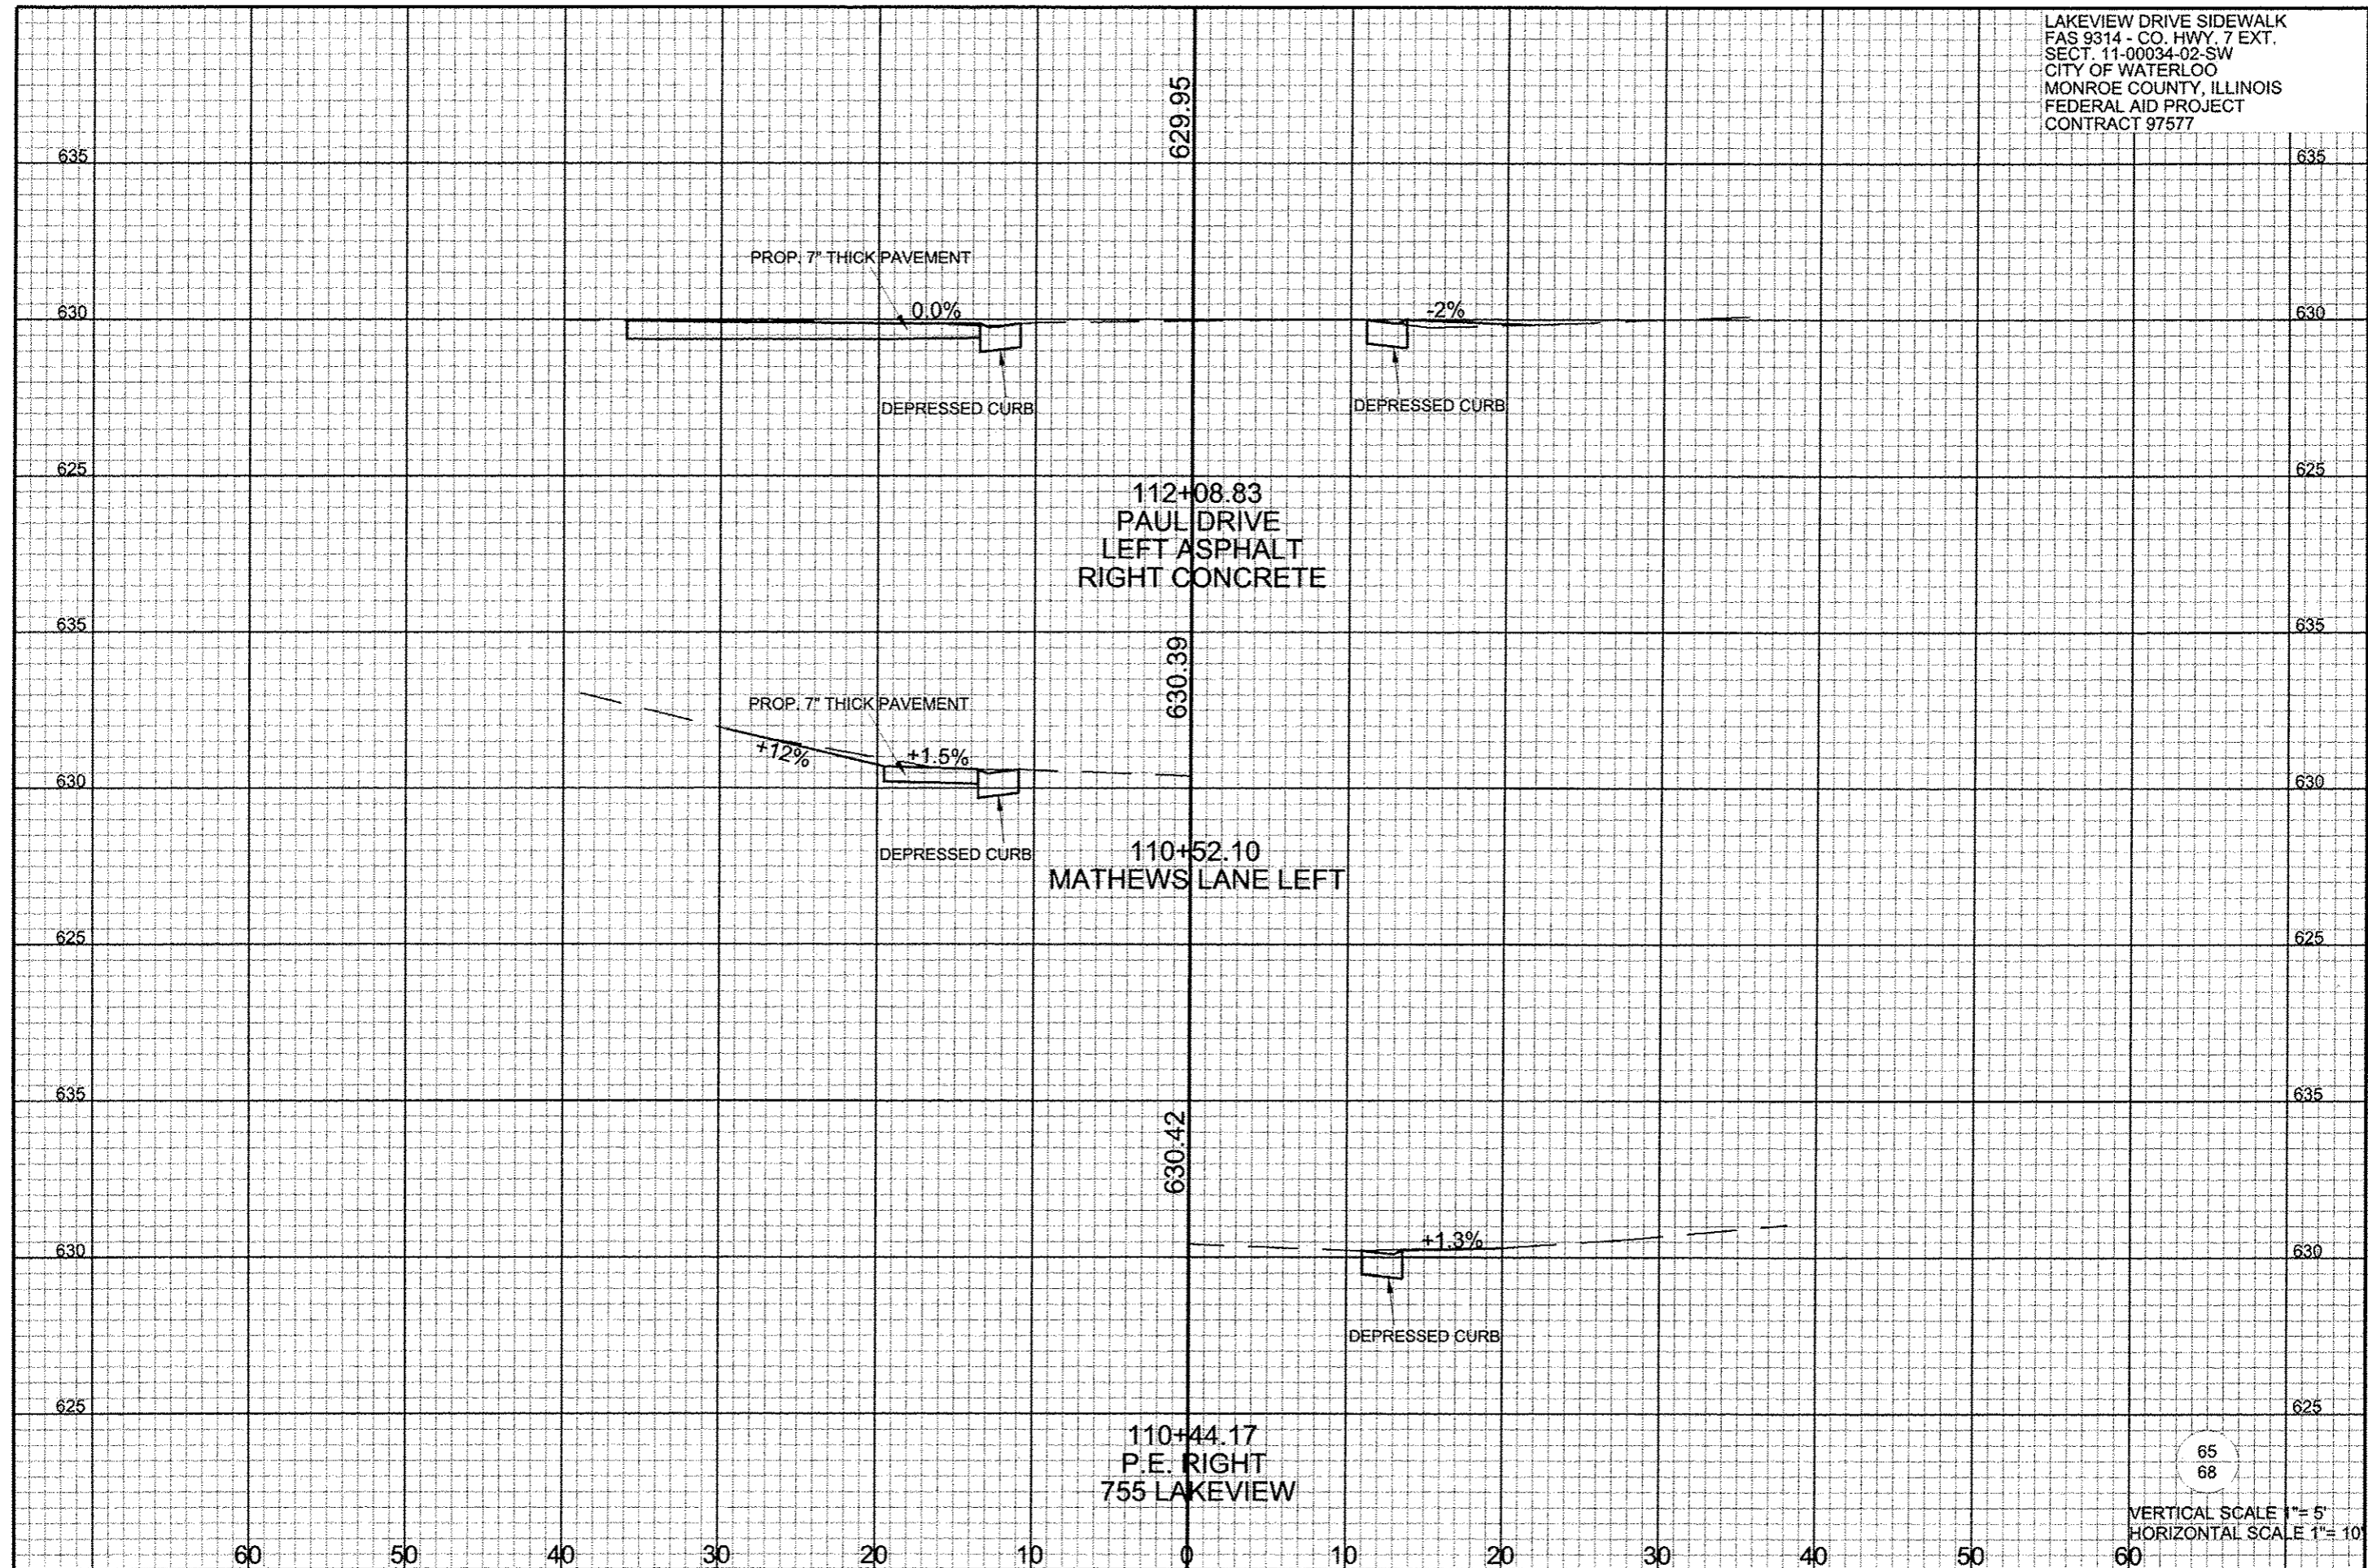 LAKEVIEW DRIVE SIDEWALK
FAS 9314 - CO. HWY. 7 EXT.
SECT. 11-00034-02-SW
CITY OF WATERLOO
MONROE COUNTY, ILLINOIS
FEDERAL AID PROJECT
CONTRACT 97577
629.95
635
635
PROP. 7" THICK PAVEMENT
630
0.0%
-2%
630
DEPRESSED CURB
DEPRESSED CURB
625
625
112+08.83
PAUL DRIVE
LEFT ASPHALT
RIGHT CONCRETE
635
635
630.39
PROP. 7" THICK PAVEMENT
+12%
+1.5%
630
630
DEPRESSED CURB
110+52.10
MATHEWS LANE LEFT
625
625
635
635
630.42
630
+1.3%
630
DEPRESSED CURB
625
625
110+44.17
P.E. RIGHT
755 LAKEVIEW
65
68
VERTICAL SCALE 1"= 5'
HORIZONTAL SCALE 1"= 10'
60 50 40 30 20 10 0 10 20 30 40 50 60